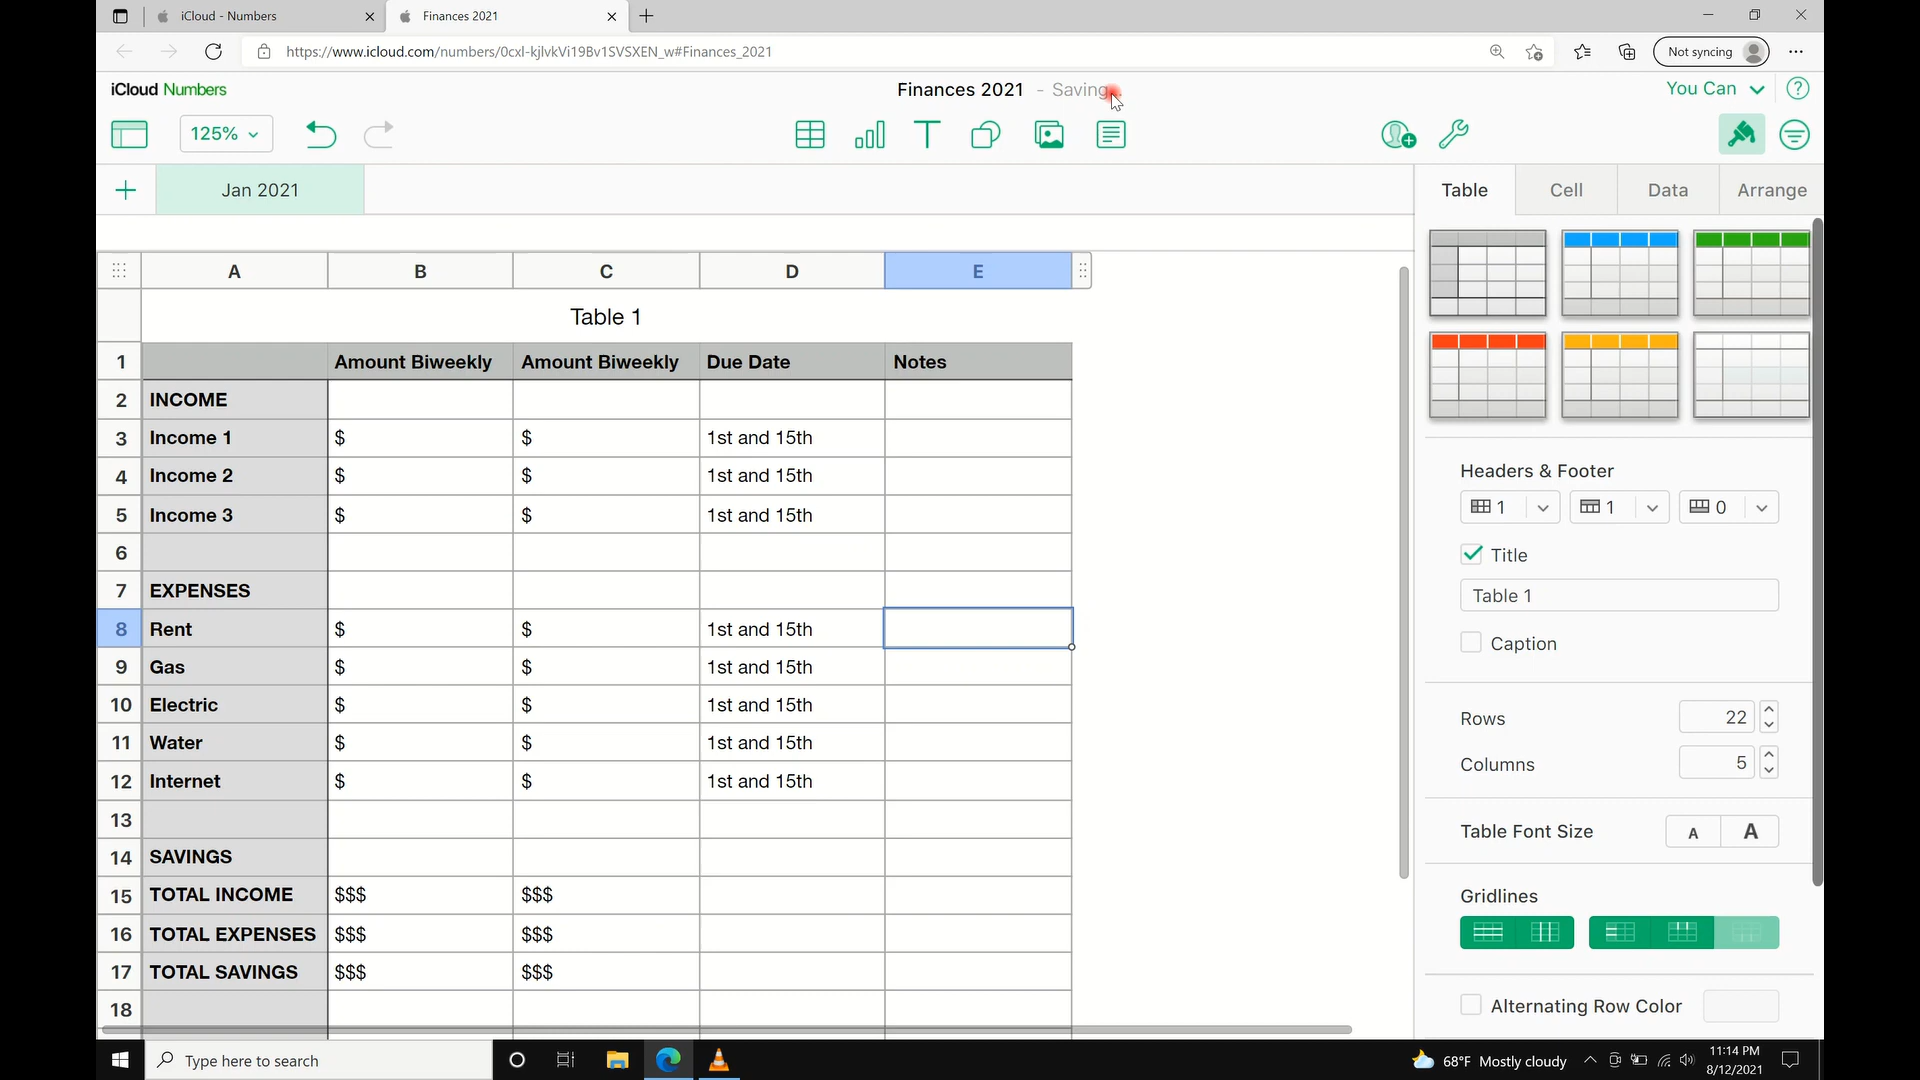 iCloud - Numbers
Finances 2021
https://www.icloud.com/numbers/0cxI-kjlvkVi19Bv1SVSXEN_w#Finances_2021
Not syncing
iCloud Numbers
Finances 2021 - Saving...
You Can
?
125%
Jan 2021
Table
Cell
Data
Arrange
A B C D E
Table 1
1 Amount Biweekly Amount Biweekly Due Date Notes
2 INCOME
3 Income 1 $ $ 1st and 15th
4 Income 2 $ $ 1st and 15th
5 Income 3 $ $ 1st and 15th
6
7 EXPENSES
8 Rent $ $ 1st and 15th
9 Gas $ $ 1st and 15th
10 Electric $ $ 1st and 15th
11 Water $ $ 1st and 15th
12 Internet $ $ 1st and 15th
13
14 SAVINGS
15 TOTAL INCOME $$$ $$$
16 TOTAL EXPENSES $$$ $$$
17 TOTAL SAVINGS $$$ $$$
18
Headers & Footer
1 1 0
Title
Table 1
Caption
Rows 22
Columns 5
Table Font Size A A
Gridlines
Alternating Row Color
Type here to search
68°F Mostly cloudy
11:14 PM
8/12/2021